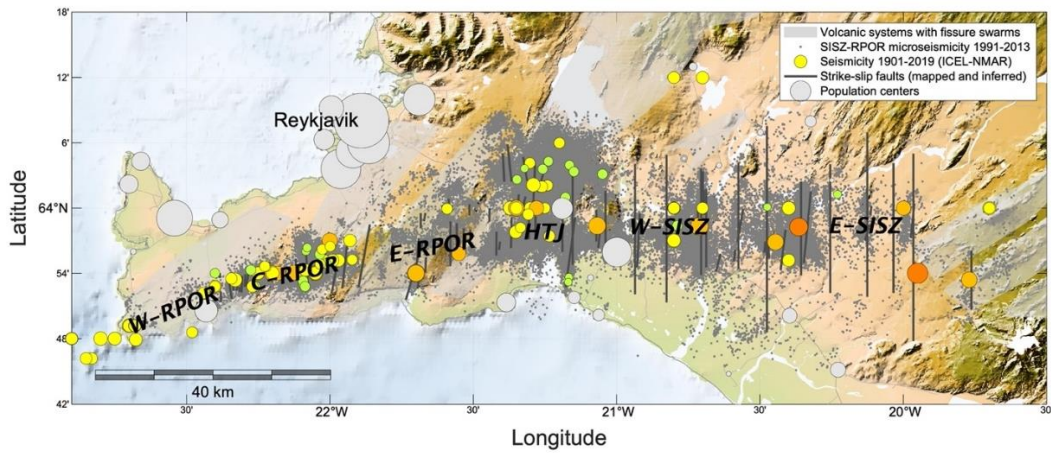 18'
Volcanic systems with fissure swarms
SISZ-RPOR microseismicity 1991-2013
Seismicity 1901-2019 (ICEL-NMAR)
Strike-slip faults (mapped and inferred)
Population centers
12'
Reykjavik
6'
Latitude
64°N
HTJ
W-SISZ
E-SISZ
E-RPOR
C-RPOR
54'
W-RPOR
48'
40 km
42'
30'
22°W
30'
21°W
30'
20°W
30'
Longitude